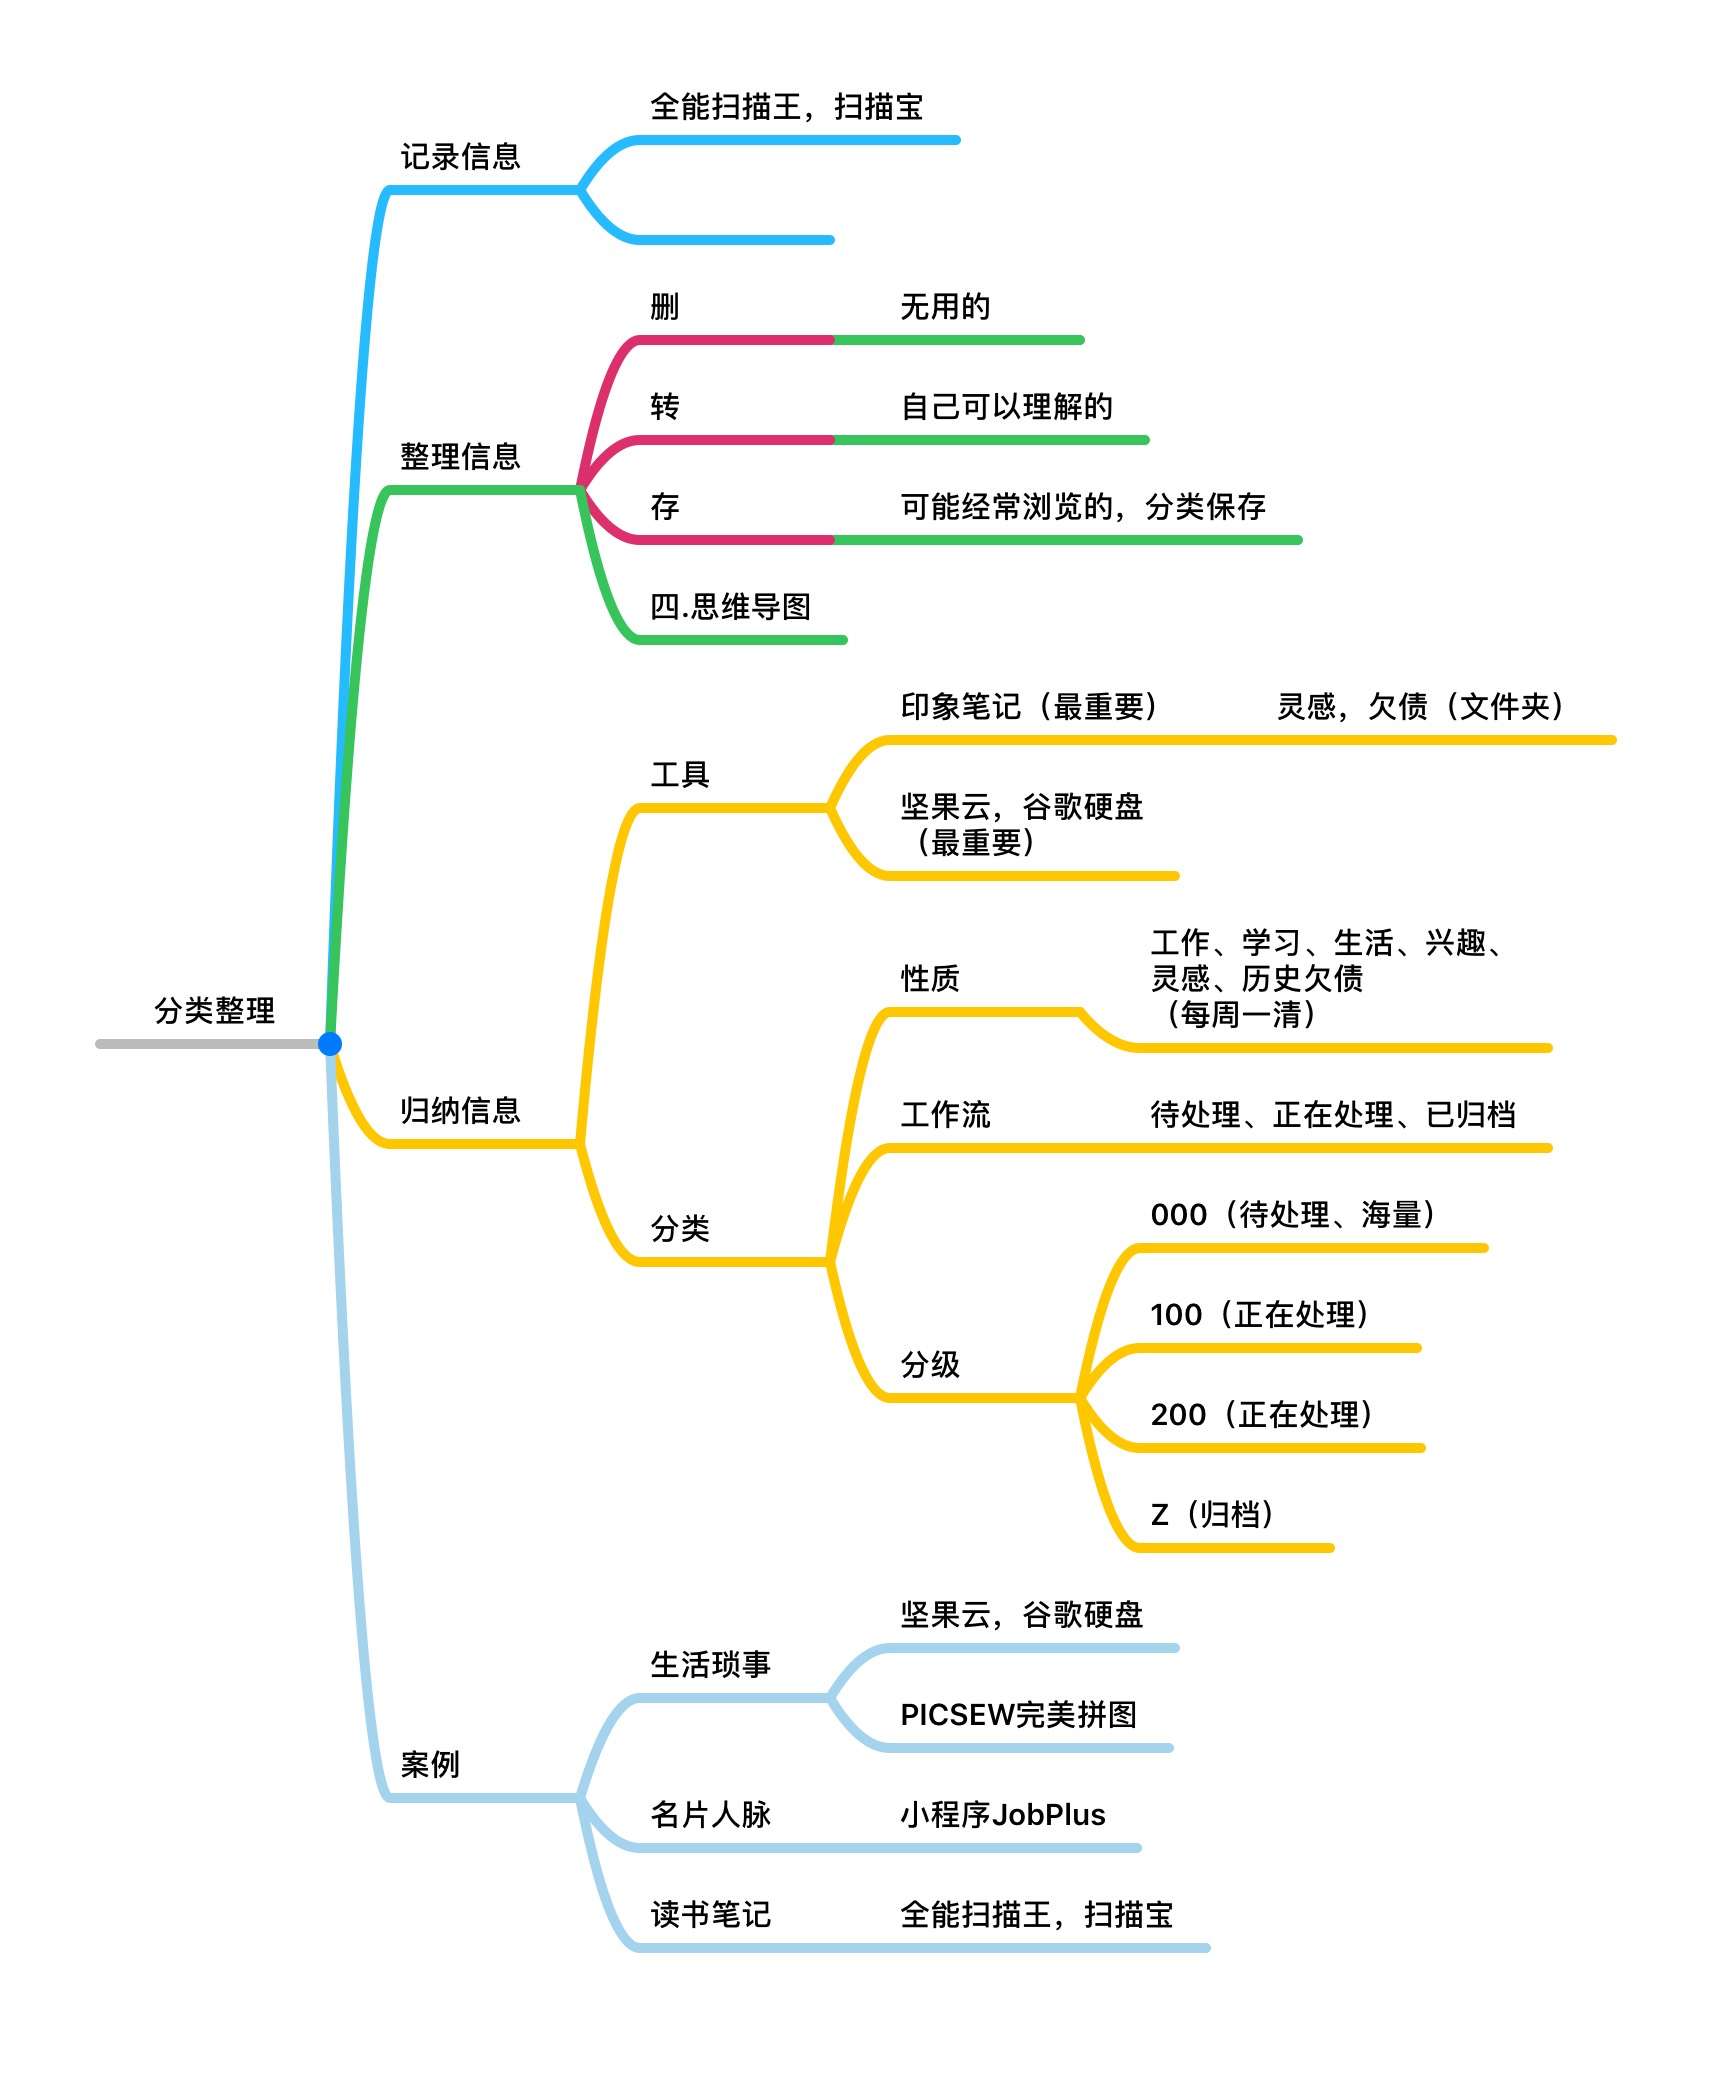 全能扫描王，扫描宝
记录信息
删
无用的
转
自己可以理解的
整理信息
存
可能经常浏览的，分类保存
四.思维导图
印象笔记（最重要）
灵感，欠债（文件夹）
工具
坚果云，谷歌硬盘
（最重要）
工作、学习、生活、兴趣、
灵感、历史欠债
（每周一清）
性质
分类整理
归纳信息
工作流
待处理、正在处理、已归档
分类
000（待处理、海量）
100（正在处理）
分级
200（正在处理）
Z（归档）
坚果云，谷歌硬盘
生活琐事
PICSEW完美拼图
案例
名片人脉
小程序JobPlus
读书笔记
全能扫描王，扫描宝